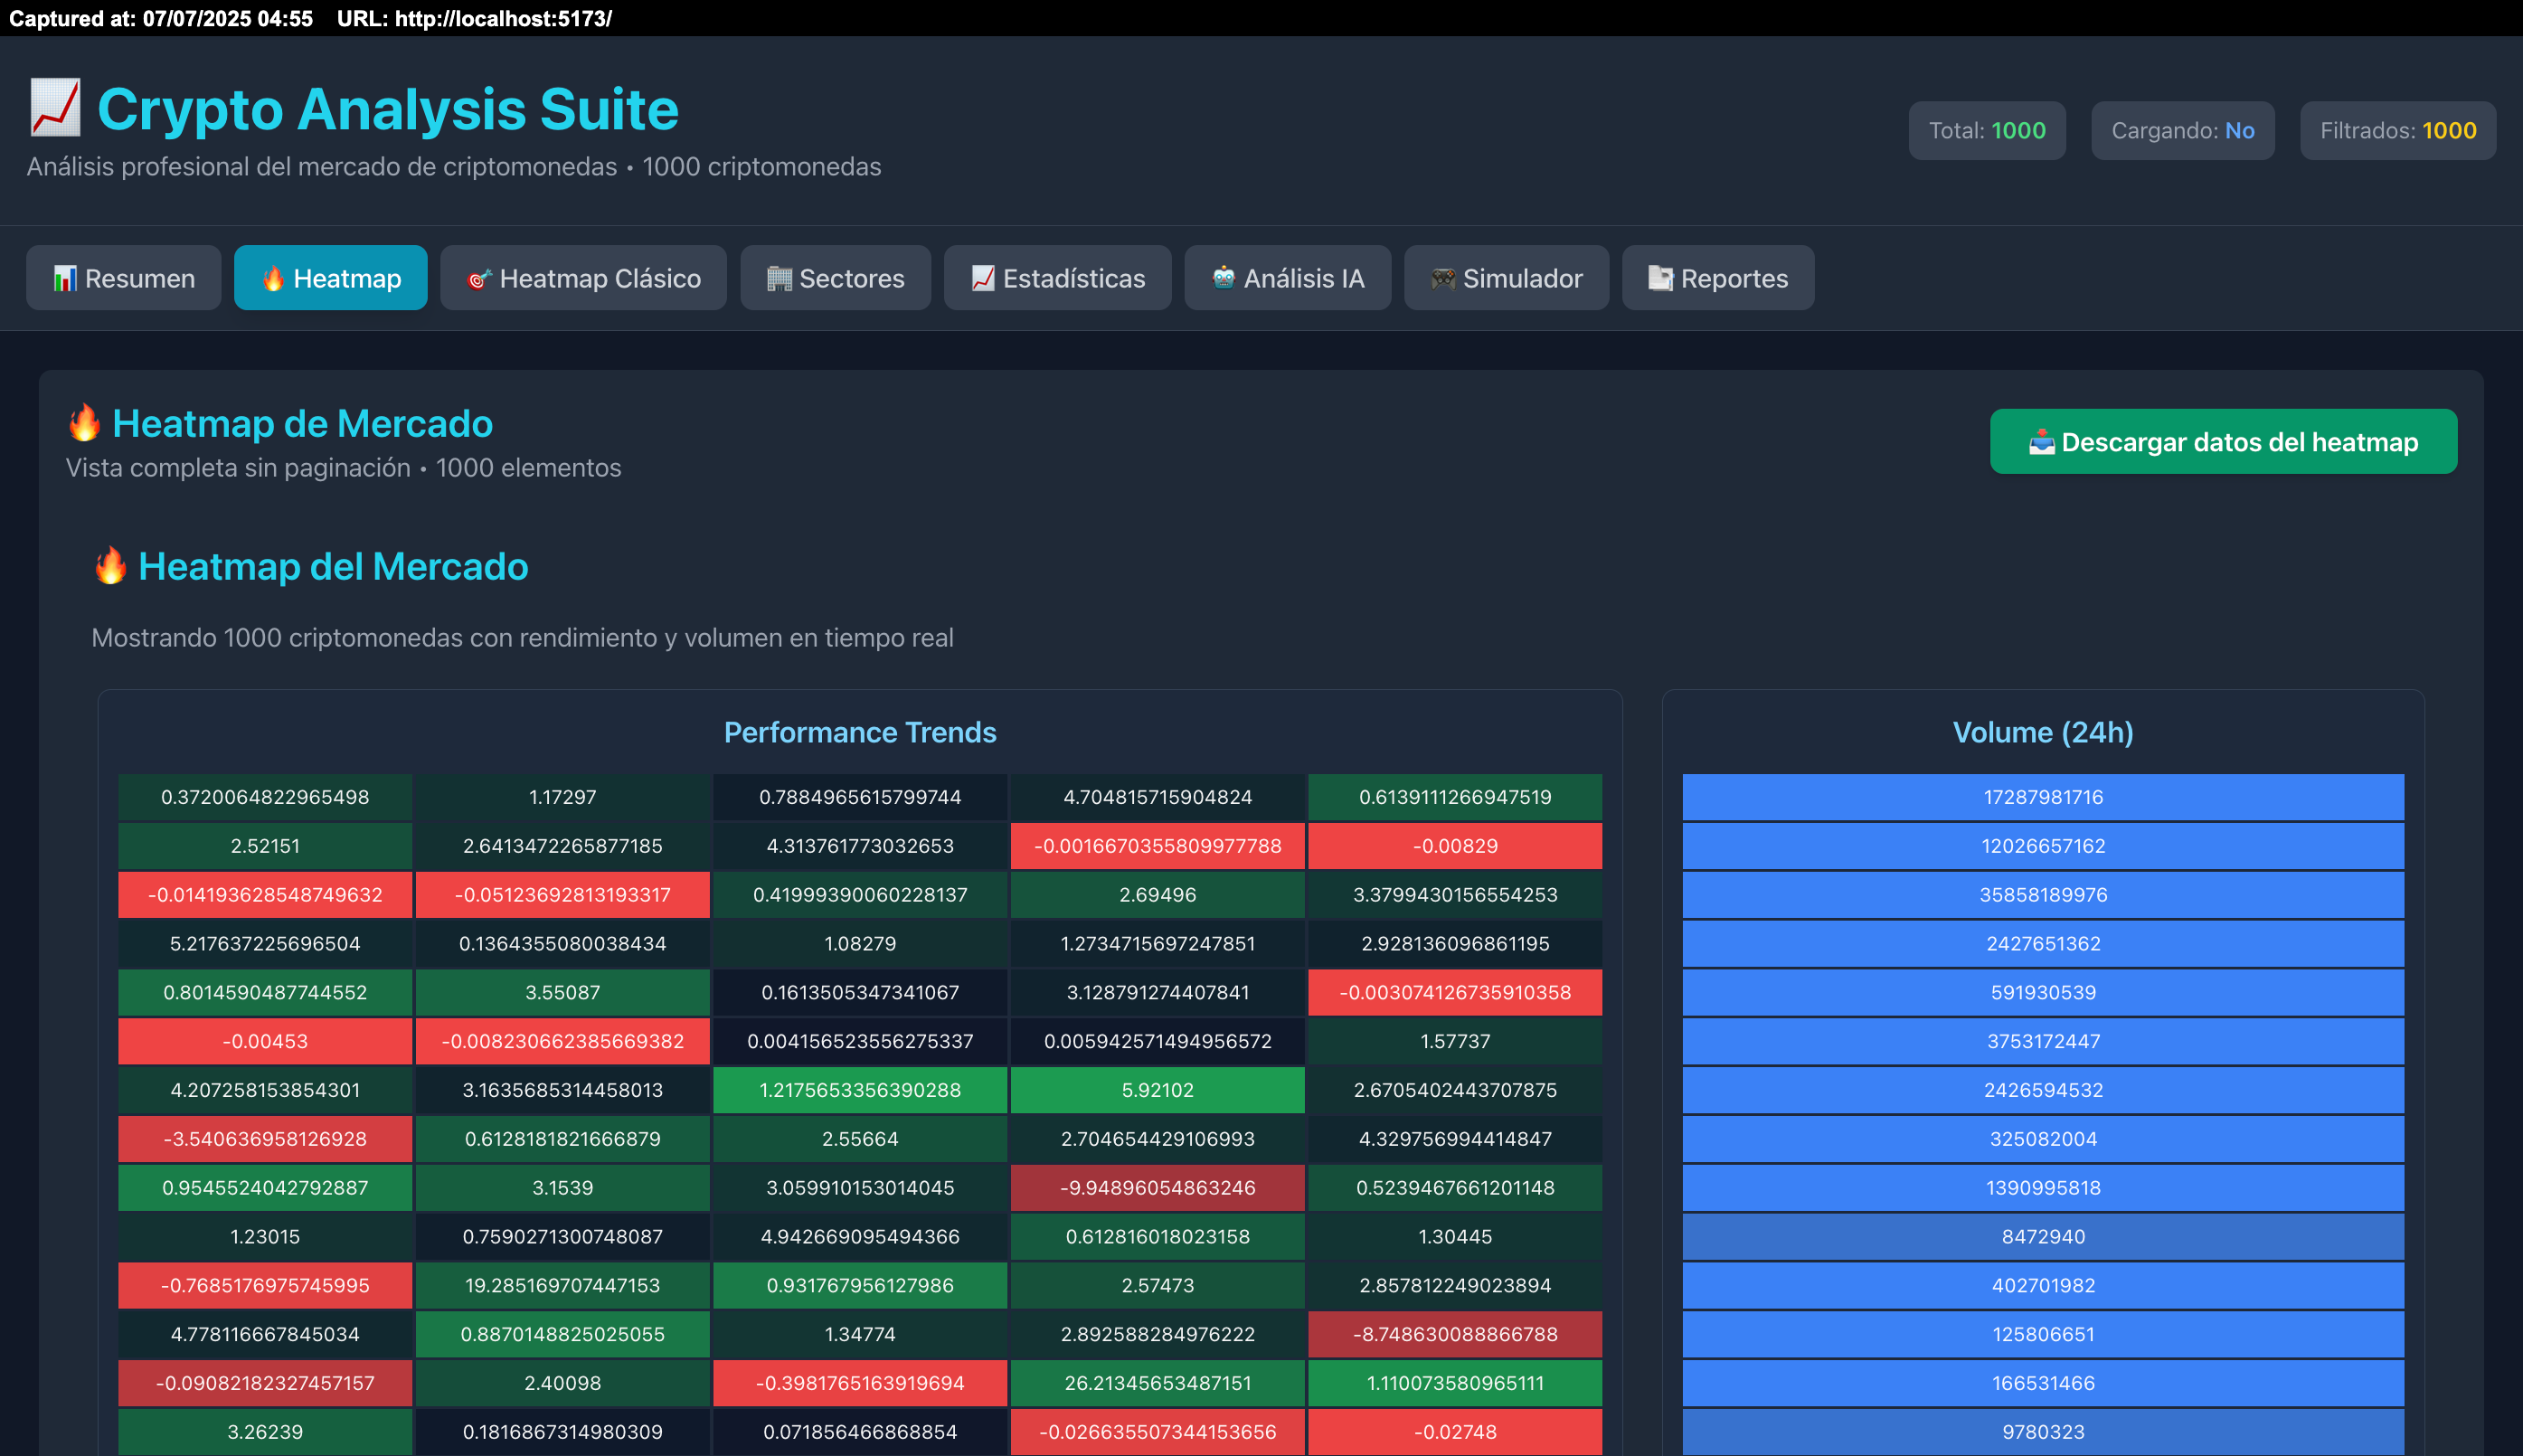 Captured at: 07/07/2025 04:55 URL: http://localhost:5173/
📈 Crypto Analysis Suite
Análisis profesional del mercado de criptomonedas • 1000 criptomonedas
Total: 1000 Cargando: No Filtrados: 1000
📊 Resumen 🔥 Heatmap 🎯 Heatmap Clásico 🏢 Sectores 📈 Estadísticas 🤖 Análisis IA 🎮 Simulador 📑 Reportes
🔥 Heatmap de Mercado
Vista completa sin paginación • 1000 elementos
📤 Descargar datos del heatmap
🔥 Heatmap del Mercado
Mostrando 1000 criptomonedas con rendimiento y volumen en tiempo real
Performance Trends
0.3720064822965498 1.17297 0.7884965615799744 4.704815715904824 0.6139111266947519
2.52151 2.6413472265877185 4.313761773032653 -0.0016670355809977788 -0.00829
-0.014193628548749632 -0.05123692813193317 0.41999390060228137 2.69496 3.3799430156554253
5.217637225696504 0.1364355080038434 1.08279 1.2734715697247851 2.928136096861195
0.8014590487744552 3.55087 0.1613505347341067 3.128791274407841 -0.003074126735910358
-0.00453 -0.008230662385669382 0.004156523556275337 0.005942571494956572 1.57737
4.207258153854301 3.1635685314458013 1.2175653356390288 5.92102 2.6705402443707875
-3.540636958126928 0.6128181821666879 2.55664 2.704654429106993 4.329756994414847
0.9545524042792887 3.1539 3.059910153014045 -9.94896054863246 0.5239467661201148
1.23015 0.7590271300748087 4.942669095494366 0.612816018023158 1.30445
-0.7685176975745995 19.285169707447153 0.931767956127986 2.57473 2.857812249023894
4.778116667845034 0.8870148825025055 1.34774 2.892588284976222 -8.748630088866788
-0.09082182327457157 2.40098 -0.3981765163919694 26.21345653487151 1.110073580965111
3.26239 0.1816867314980309 0.071856466868854 -0.026635507344153656 -0.02748
Volume (24h)
17287981716
12026657162
35858189976
2427651362
591930539
3753172447
2426594532
325082004
1390995818
8472940
402701982
125806651
166531466
9780323